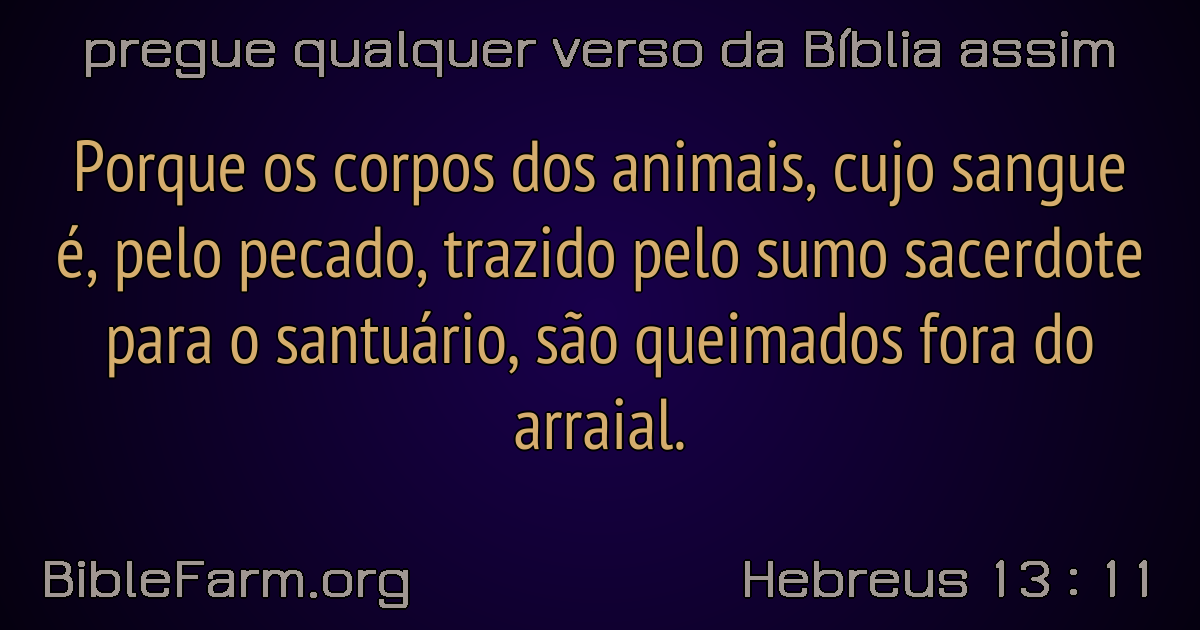 pregue qualquer verso da Bíblia assim
Porque os corpos dos animais, cujo sangue
é, pelo pecado, trazido pelo sumo sacerdote
para o santuário, são queimados fora do
arraial.
BibleFarm.org
Hebreus 13 : 11